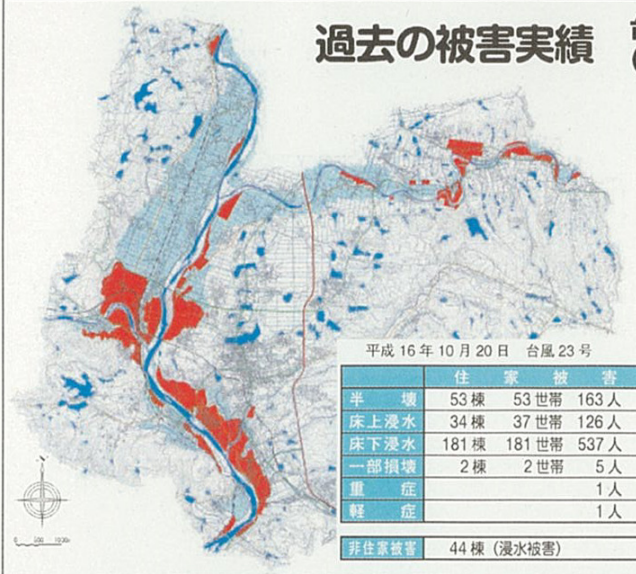 過去の被害実績
平成16年10月20日 台風23号
住家被害
半壊 53棟 53世帯 163人
床上浸水 34棟 37世帯 126人
床下浸水 181棟 181世帯 537人
一部損壊 2棟 2世帯 5人
重症 1人
軽症 1人
非住家被害 44棟(浸水被害)